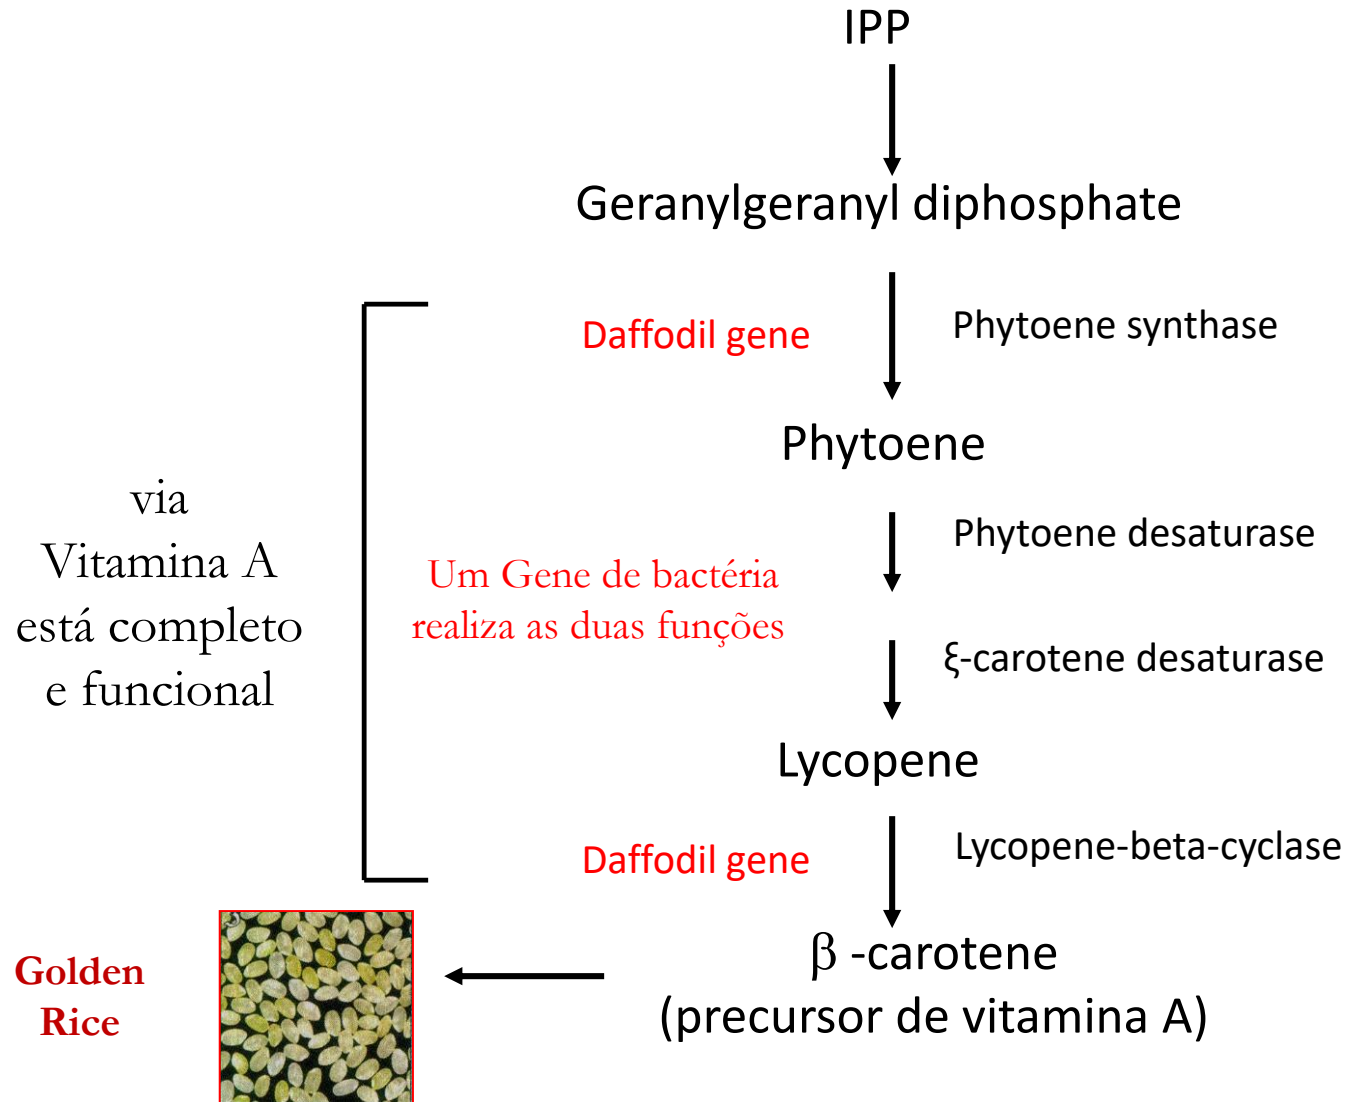 IPP
Geranylgeranyl diphosphate
Daffodil gene
Phytoene synthase
Phytoene
via
Vitamina A
está completo
e funcional
Um Gene de bactéria
realiza as duas funções
Phytoene desaturase
ξ-carotene desaturase
Lycopene
Daffodil gene
Lycopene-beta-cyclase
β -carotene
(precursor de vitamina A)
Golden
Rice